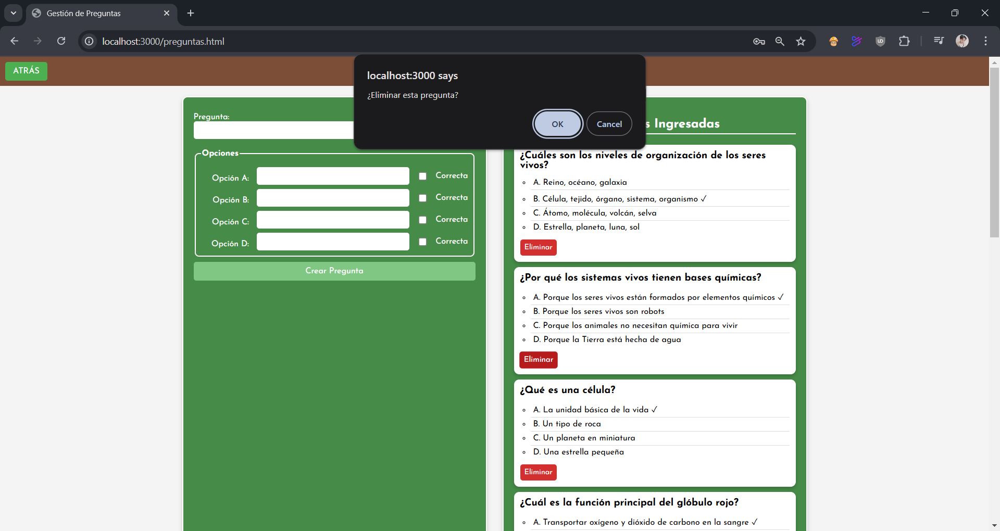 Gestión de Preguntas
localhost:3000/preguntas.html
ATRÁS
localhost:3000 says
¿Eliminar esta pregunta?
OK
Cancel
Pregunta:
Opciones
Opción A:
Correcta
Opción B:
Correcta
Opción C:
Correcta
Opción D:
Correcta
Crear Pregunta
s Ingresadas
¿Cuáles son los niveles de organización de los seres
vivos?
A. Reino, océano, galaxia
B. Célula, tejido, órgano, sistema, organismo ✓
C. Átomo, molécula, volcán, selva
D. Estrella, planeta, luna, sol
Eliminar
¿Por qué los sistemas vivos tienen bases químicas?
A. Porque los seres vivos están formados por elementos químicos ✓
B. Porque los seres vivos son robots
C. Porque los animales no necesitan química para vivir
D. Porque la Tierra está hecha de agua
Eliminar
¿Qué es una célula?
A. La unidad básica de la vida ✓
B. Un tipo de roca
C. Un planeta en miniatura
D. Una estrella pequeña
Eliminar
¿Cuál es la función principal del glóbulo rojo?
A. Transportar oxígeno y dióxido de carbono en la sangre ✓